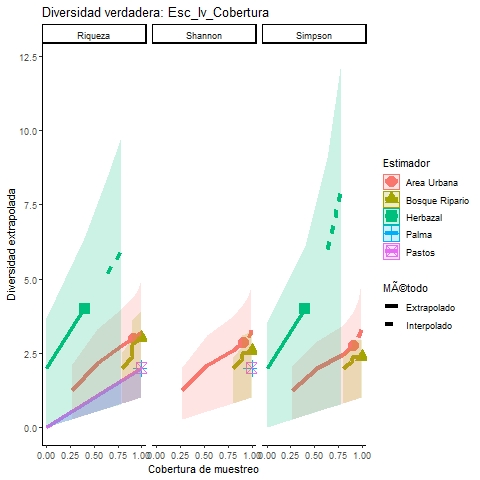 Diversidad verdadera: Esc_lv_Cobertura
Riqueza
Shannon
Simpson
Diversidad extrapolada
12.5
10.0
7.5
5.0
2.5
0.0
0.00 0.25 0.50 0.75 1.00
0.00 0.25 0.50 0.75 1.00
0.00 0.25 0.50 0.75 1.00
Cobertura de muestreo
Estimador
Area Urbana
Bosque Ripario
Herbazal
Palma
Pastos
MÃ©todo
Extrapolado
Interpolado